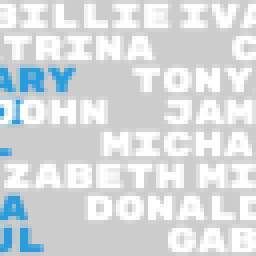 BILLIE IVA
TRINA C
ARY TONY
JOHN JAM
L MICHA
ZABETH MI
A DONALD
UL GAB